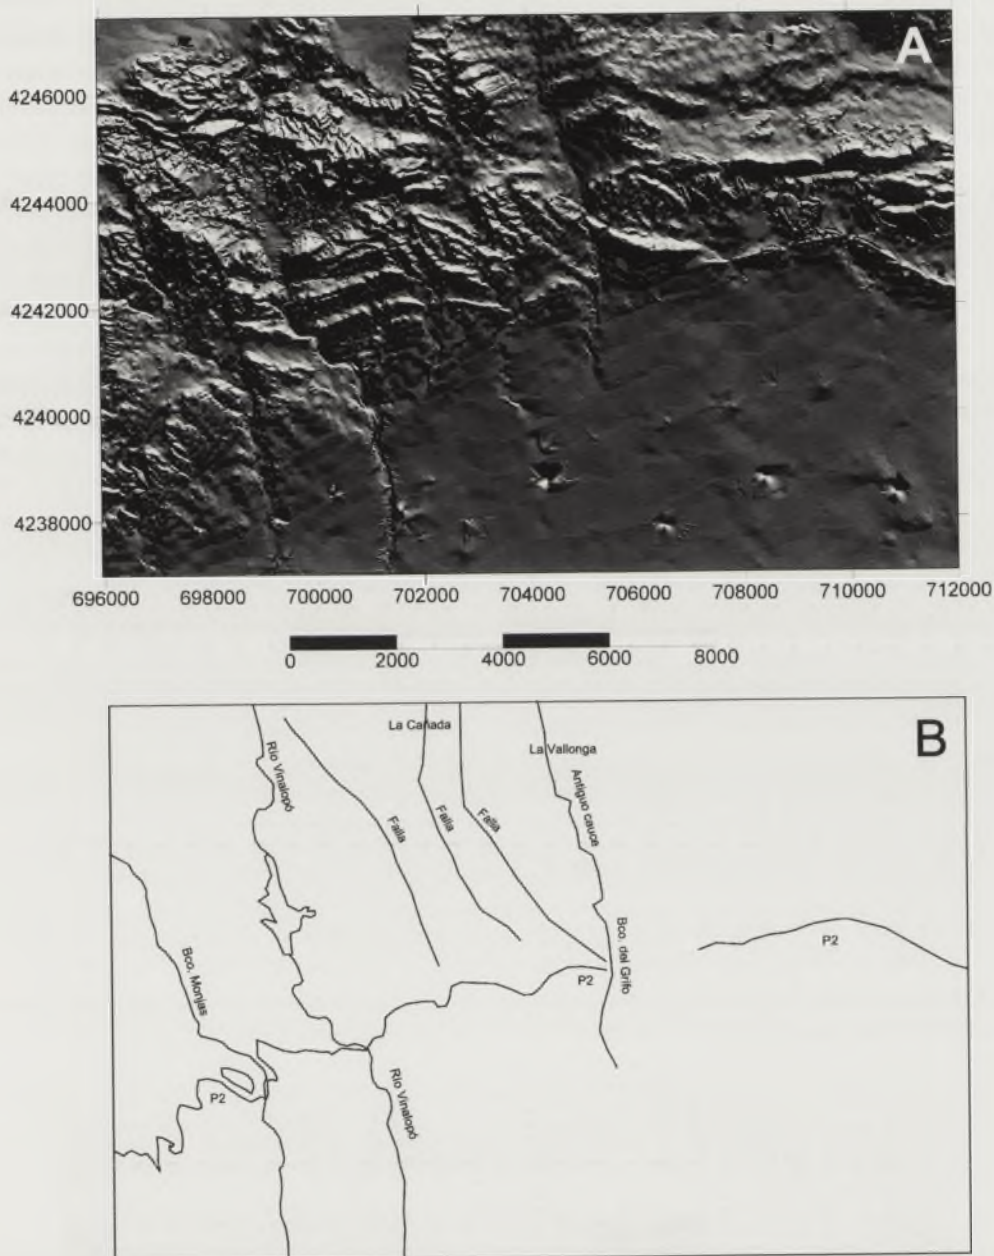 A
4246000
4244000
4242000
4240000
4238000
696000 698000 700000 702000 704000 706000 708000 710000 712000
0 2000 4000 6000 8000
B
La Cañada
La Vallonga
Río Vinalopó
Antiguo cauce
Falla
Falla
Falla
Bco. Monjas
Bco. del Grifo
P2
P2
P2
Río Vinalopó